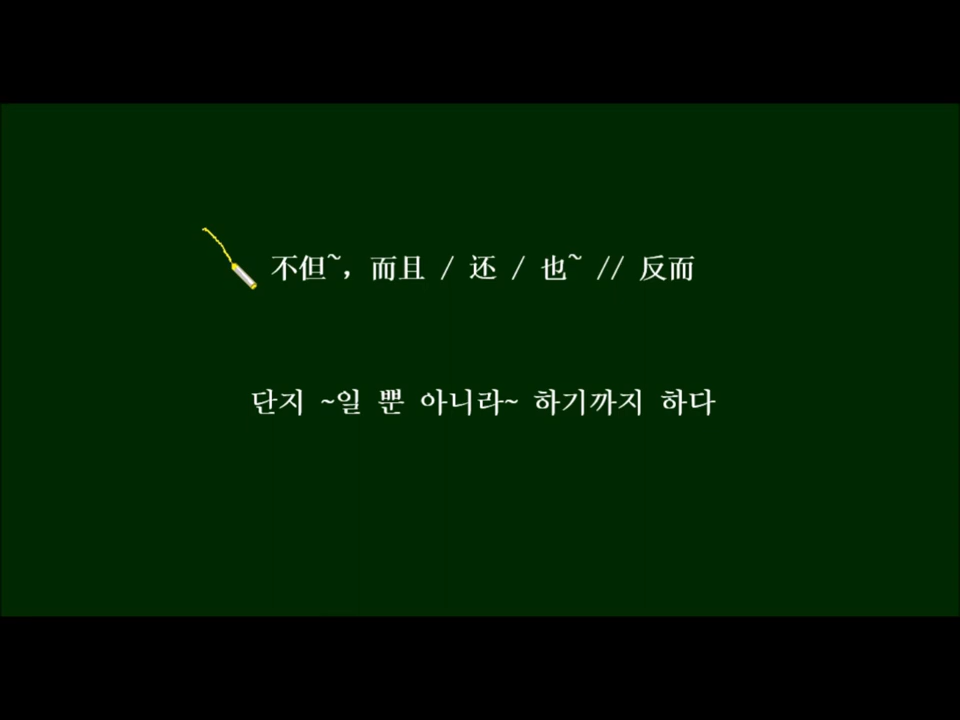 不但~, 而且 / 还 / 也~ // 反而
단지 ~일 뿐 아니라~ 하기까지 하다